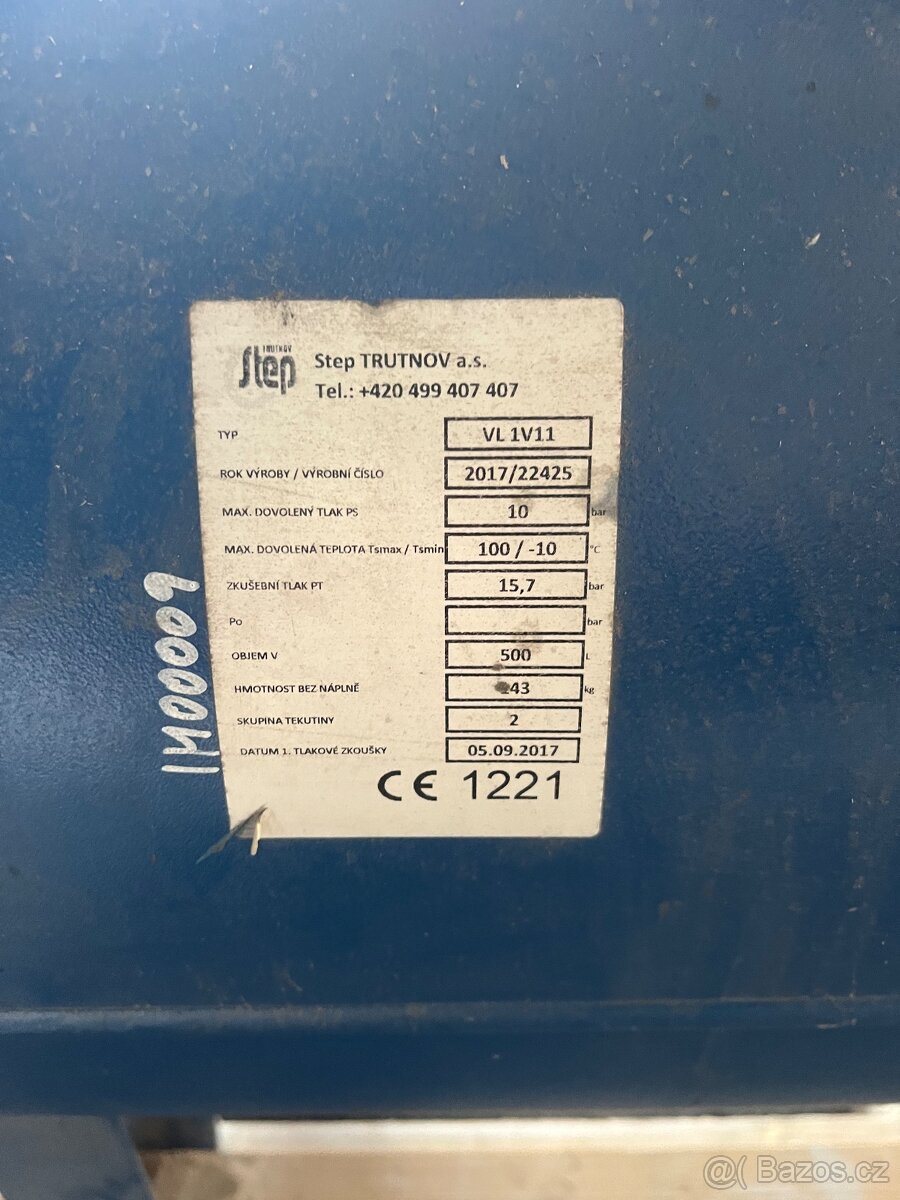 TRUTNOV
Step
Step TRUTNOV a.s.
Tel.: +420 499 407 407
TYP VL 1V11
ROK VÝROBY / VÝROBNÍ ČÍSLO 2017/22425
MAX. DOVOLENÝ TLAK PS 10 bar
MAX. DOVOLENÁ TEPLOTA Tsmax / Tsmin 100 / -10 °C
ZKUŠEBNÍ TLAK PT 15,7 bar
Po bar
OBJEM V 500 L
HMOTNOST BEZ NÁPLNĚ kg
SKUPINA TEKUTINY 2
DATUM 1. TLAKOVÉ ZKOUŠKY 05.09.2017
CE 1221
@( Bazos.cz